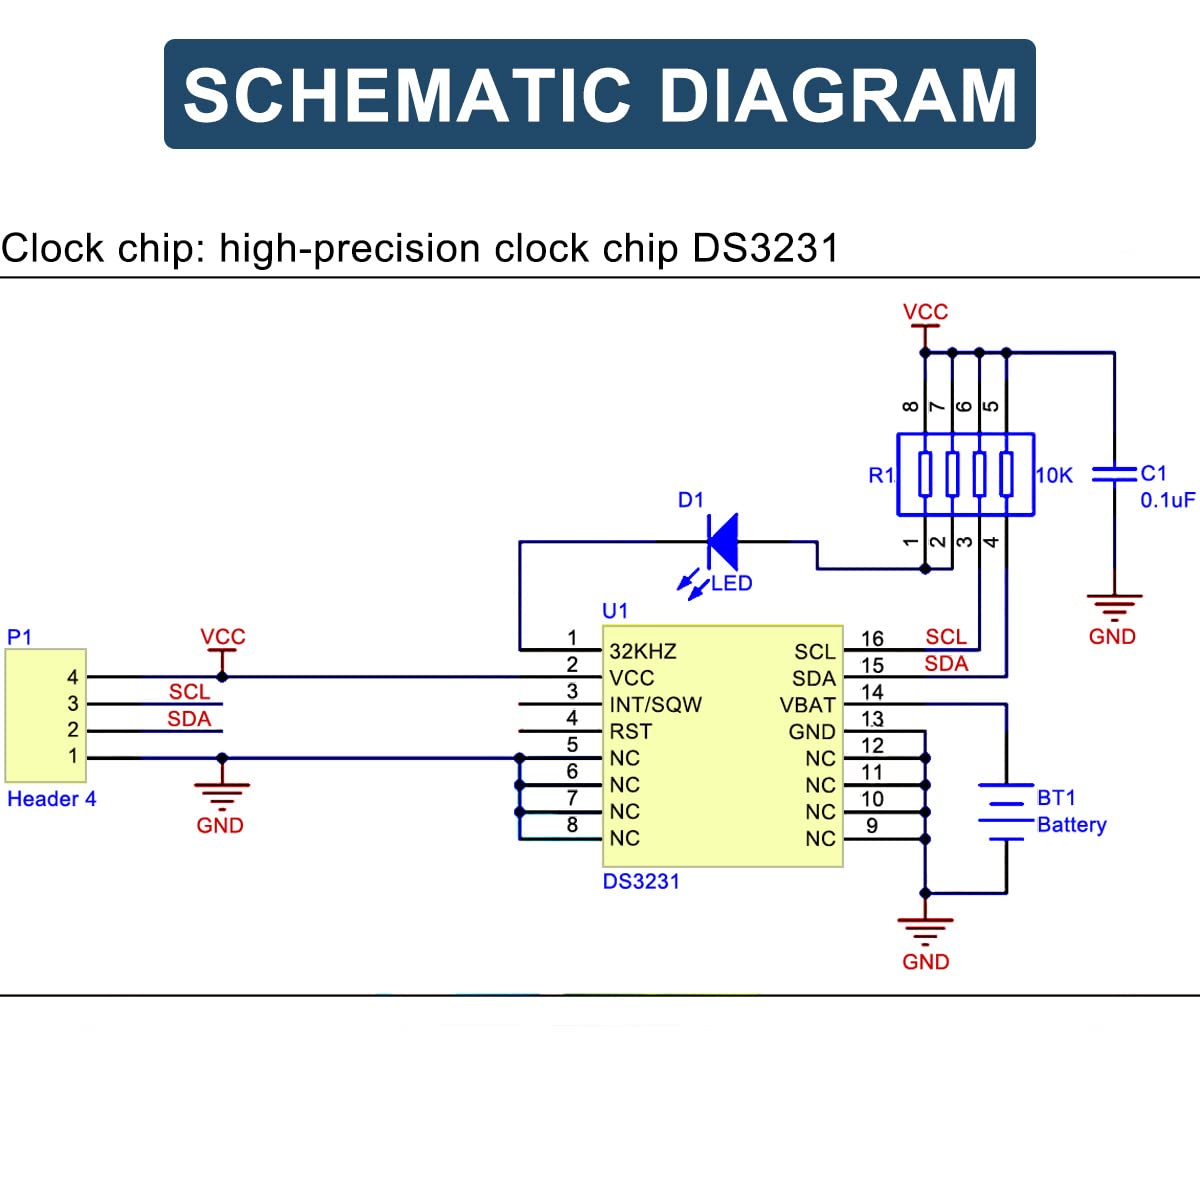 SCHEMATIC DIAGRAM
Clock chip: high-precision clock chip DS3231
VCC
8 7 6 5
R1
10K
C1
0.1uF
1 2 3 4
D1
LED
GND
P1
4
3
2
1
Header 4
VCC
SCL
SDA
GND
U1
1 32KHZ
2 VCC
3 INT/SQW
4 RST
5 NC
6 NC
7 NC
8 NC
SCL 16 SCL
SDA 15 SDA
VBAT 14
GND 13
NC 12
NC 11
NC 10
NC 9
DS3231
BT1
Battery
GND